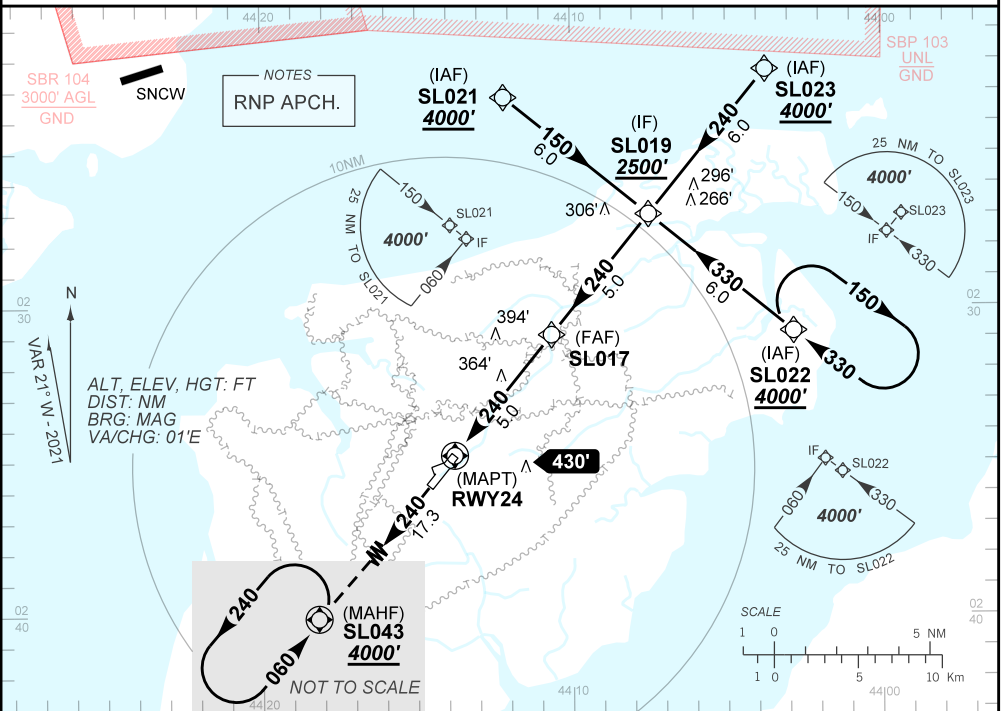 44 20
44 10
44 00
SBR 104
3000' AGL
GND
SNCW
NOTES
RNP APCH.
(IAF)
SL021
4000'
(IAF)
SL023
4000'
SBP 103
UNL
GND
(IF)
SL019
2500'
150
6.0
240
6.0
296'
266'
306'
10NM
25 NM TO SL021
150
SL021
IF
4000'
060
25 NM TO SL023
4000'
150
SL023
IF
330
240
5.0
330
6.0
150
330
(IAF)
SL022
4000'
02
30
02
30
N
VAR 21° W - 2021
ALT, ELEV, HGT: FT
DIST: NM
BRG: MAG
VA/CHG: 01'E
394'
364'
(FAF)
SL017
240
5.0
430'
(MAPT)
RWY24
240
17.3
IF
SL022
060
330
4000'
25 NM TO SL022
240
060
(MAHF)
SL043
4000'
NOT TO SCALE
02
40
02
40
SCALE
1 0 5 NM
1 0 5 10 Km
44 20
44 10
44 00